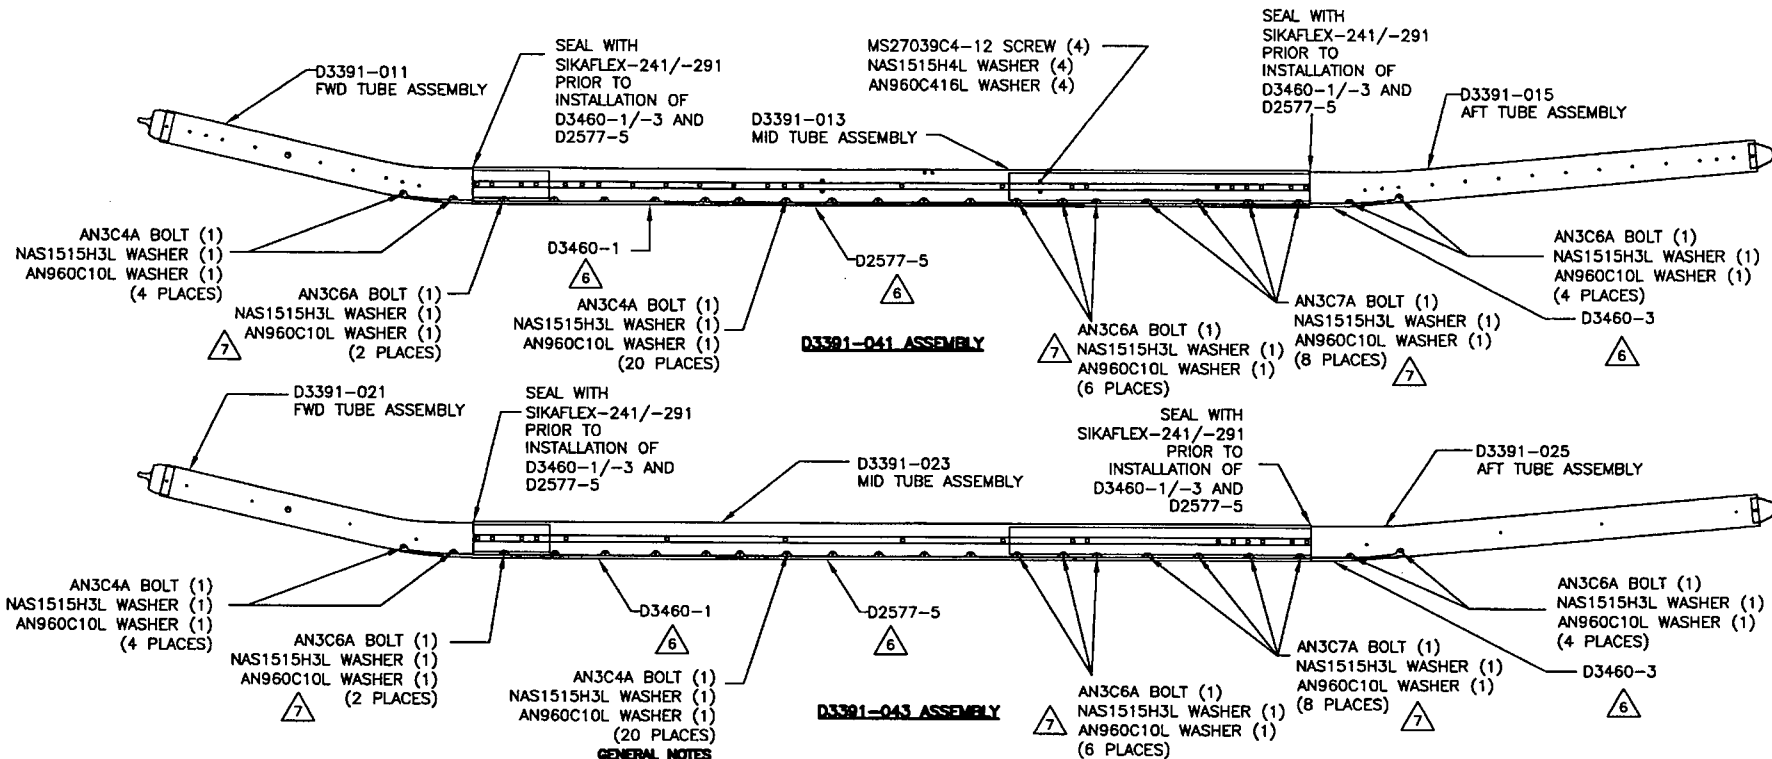 D3391-011
FWD TUBE ASSEMBLY
SEAL WITH
SIKAFLEX-241/-291
PRIOR TO
INSTALLATION OF
D3460-1/-3 AND
D2577-5
MS27039C4-12 SCREW (4)
NAS1515H4L WASHER (4)
AN960C416L WASHER (4)
D3391-013
MID TUBE ASSEMBLY
SEAL WITH
SIKAFLEX-241/-291
PRIOR TO
INSTALLATION OF
D3460-1/-3 AND
D2577-5
D3391-015
AFT TUBE ASSEMBLY
AN3C4A BOLT (1)
NAS1515H3L WASHER (1)
AN960C10L WASHER (1)
(4 PLACES)
7
AN3C6A BOLT (1)
NAS1515H3L WASHER (1)
AN960C10L WASHER (1)
(2 PLACES)
D3460-1
6
AN3C4A BOLT (1)
NAS1515H3L WASHER (1)
AN960C10L WASHER (1)
(20 PLACES)
D2577-5
6
D3391-041 ASSEMBLY
7
AN3C6A BOLT (1)
NAS1515H3L WASHER (1)
AN960C10L WASHER (1)
(6 PLACES)
AN3C7A BOLT (1)
NAS1515H3L WASHER (1)
AN960C10L WASHER (1)
(8 PLACES)
7
AN3C6A BOLT (1)
NAS1515H3L WASHER (1)
AN960C10L WASHER (1)
(4 PLACES)
D3460-3
6
D3391-021
FWD TUBE ASSEMBLY
SEAL WITH
SIKAFLEX-241/-291
PRIOR TO
INSTALLATION OF
D3460-1/-3 AND
D2577-5
D3391-023
MID TUBE ASSEMBLY
SEAL WITH
SIKAFLEX-241/-291
PRIOR TO
INSTALLATION OF
D3460-1/-3 AND
D2577-5
D3391-025
AFT TUBE ASSEMBLY
AN3C4A BOLT (1)
NAS1515H3L WASHER (1)
AN960C10L WASHER (1)
(4 PLACES)
AN3C6A BOLT (1)
NAS1515H3L WASHER (1)
AN960C10L WASHER (1)
(2 PLACES)
7
D3460-1
6
AN3C4A BOLT (1)
NAS1515H3L WASHER (1)
AN960C10L WASHER (1)
(20 PLACES)
D2577-5
6
D3391-043 ASSEMBLY
7
AN3C6A BOLT (1)
NAS1515H3L WASHER (1)
AN960C10L WASHER (1)
(6 PLACES)
AN3C7A BOLT (1)
NAS1515H3L WASHER (1)
AN960C10L WASHER (1)
(8 PLACES)
7
AN3C6A BOLT (1)
NAS1515H3L WASHER (1)
AN960C10L WASHER (1)
(4 PLACES)
D3460-3
6
GENERAL NOTES